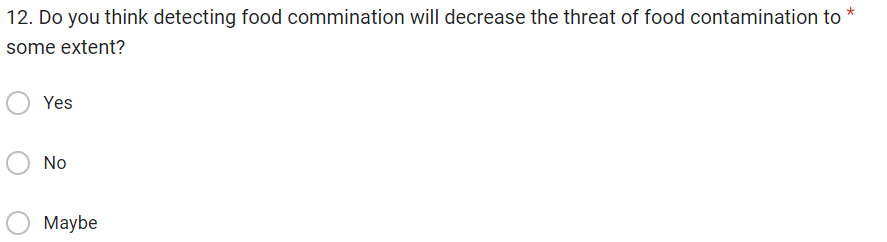 12. Do you think detecting food commination will decrease the threat of food contamination to *
some extent?
Yes
No
Maybe